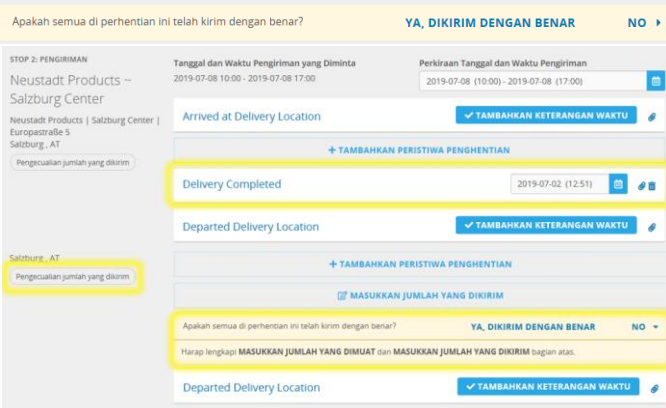 Apakah semua di perhentian ini telah kirim dengan benar? YA, DIKIRIM DENGAN BENAR NO
STOP 2: PENGIRIMAN
Neustadt Products ~
Salzburg Center
Neustadt Products | Salzburg Center |
Europastraße 5
Salzburg , AT
Pengecualian jumlah yang dikirim
Tanggal dan Waktu Pengiriman yang Diminta
2019-07-08 10:00 - 2019-07-08 17:00
Perkiraan Tanggal dan Waktu Pengiriman
2019-07-08 (10:00) - 2019-07-08 (17:00)
Arrived at Delivery Location TAMBAHKAN KETERANGAN WAKTU
+ TAMBAHKAN PERISTIWA PENGHENTIAN
Delivery Completed 2019-07-02 (12:51)
Departed Delivery Location TAMBAHKAN KETERANGAN WAKTU
Salzburg , AT
Pengecualian jumlah yang dikirim
+ TAMBAHKAN PERISTIWA PENGHENTIAN
MASUKKAN JUMLAH YANG DIKIRIM
Apakah semua di perhentian ini telah kirim dengan benar? YA, DIKIRIM DENGAN BENAR NO
Harap lengkapi MASUKKAN JUMLAH YANG DIMUAT dan MASUKKAN JUMLAH YANG DIKIRIM bagian atas.
Departed Delivery Location TAMBAHKAN KETERANGAN WAKTU